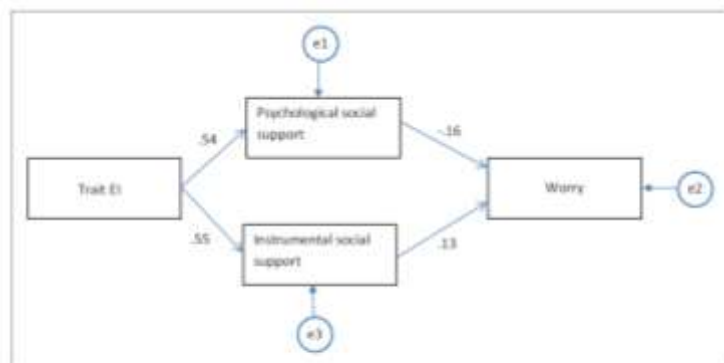 e1
Psychological social
support
.54
-.16
Trait EI
Worry
e2
.55
Instrumental social
support
.13
e3